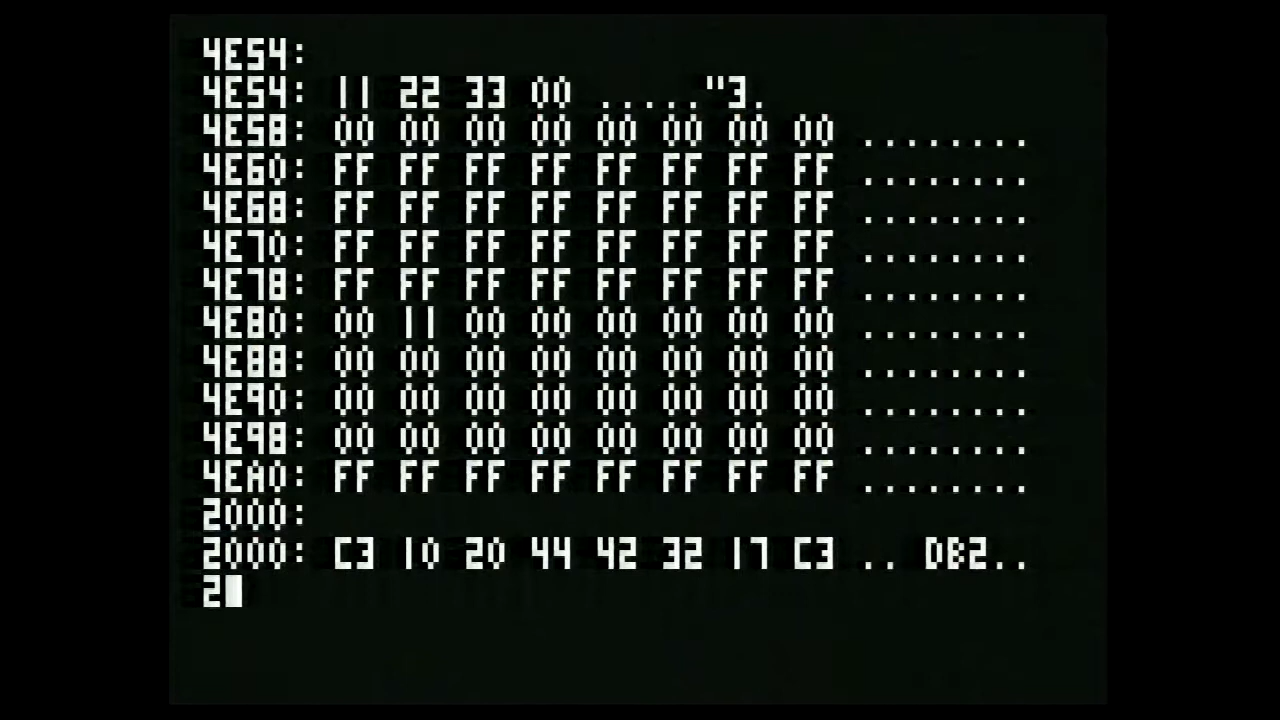 4E54:
4E54: 11 22 33 00 ....."3.
4E58: 00 00 00 00 00 00 00 00 ........
4E60: FF FF FF FF FF FF FF FF ........
4E68: FF FF FF FF FF FF FF FF ........
4E70: FF FF FF FF FF FF FF FF ........
4E78: FF FF FF FF FF FF FF FF ........
4E80: 00 11 00 00 00 00 00 00 ........
4E88: 00 00 00 00 00 00 00 00 ........
4E90: 00 00 00 00 00 00 00 00 ........
4E98: 00 00 00 00 00 00 00 00 ........
4EA0: FF FF FF FF FF FF FF FF ........
2000:
2000: C3 10 20 44 42 32 17 C3 .. DB2..
2